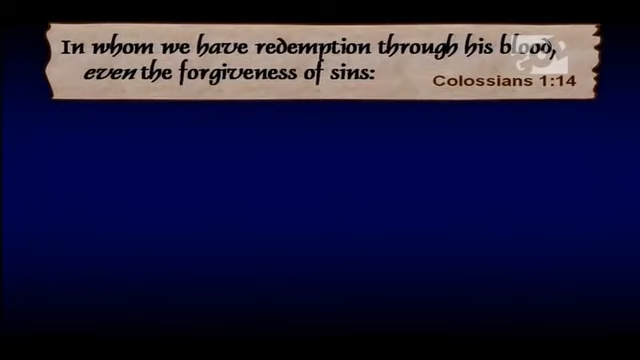 In whom we have redemption through his blood,
even the forgiveness of sins:
Colossians 1:14